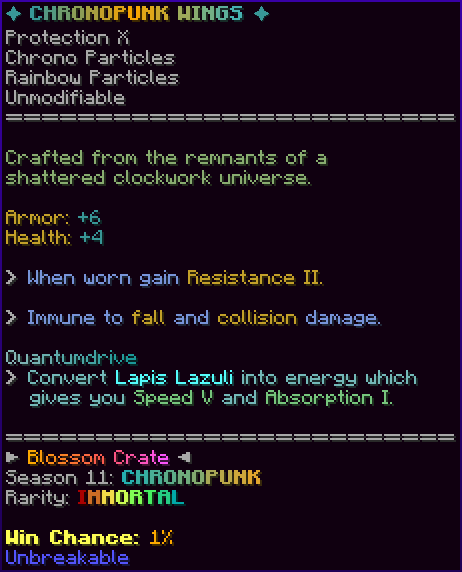 ✦ CHRONOPUNK WINGS ✦
Protection X
Chrono Particles
Rainbow Particles
Unmodifiable
====================================
Crafted from the remnants of a
shattered clockwork universe.
Armor: +6
Health: +4
> When worn gain Resistance II.
> Immune to fall and collision damage.
Quantumdrive
> Convert Lapis Lazuli into energy which
gives you Speed V and Absorption I.
====================================
► Blossom Crate ◄
Season 11: CHRONOPUNK
Rarity: IMMORTAL
Win Chance: 1%
Unbreakable